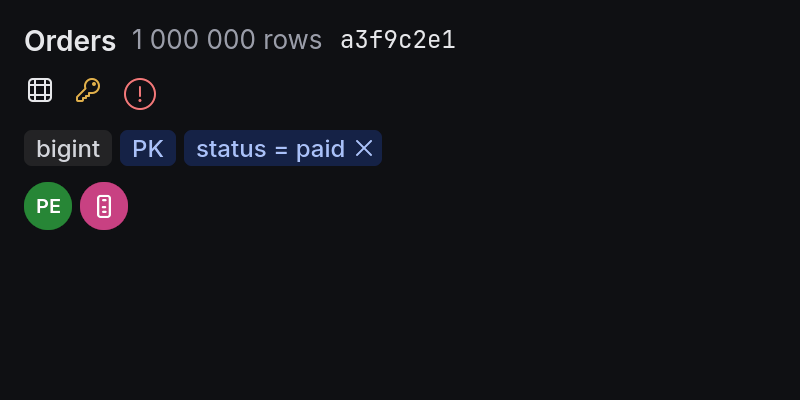 Orders 1 000 000 rows a3f9c2e1
bigint PK status = paid
PE